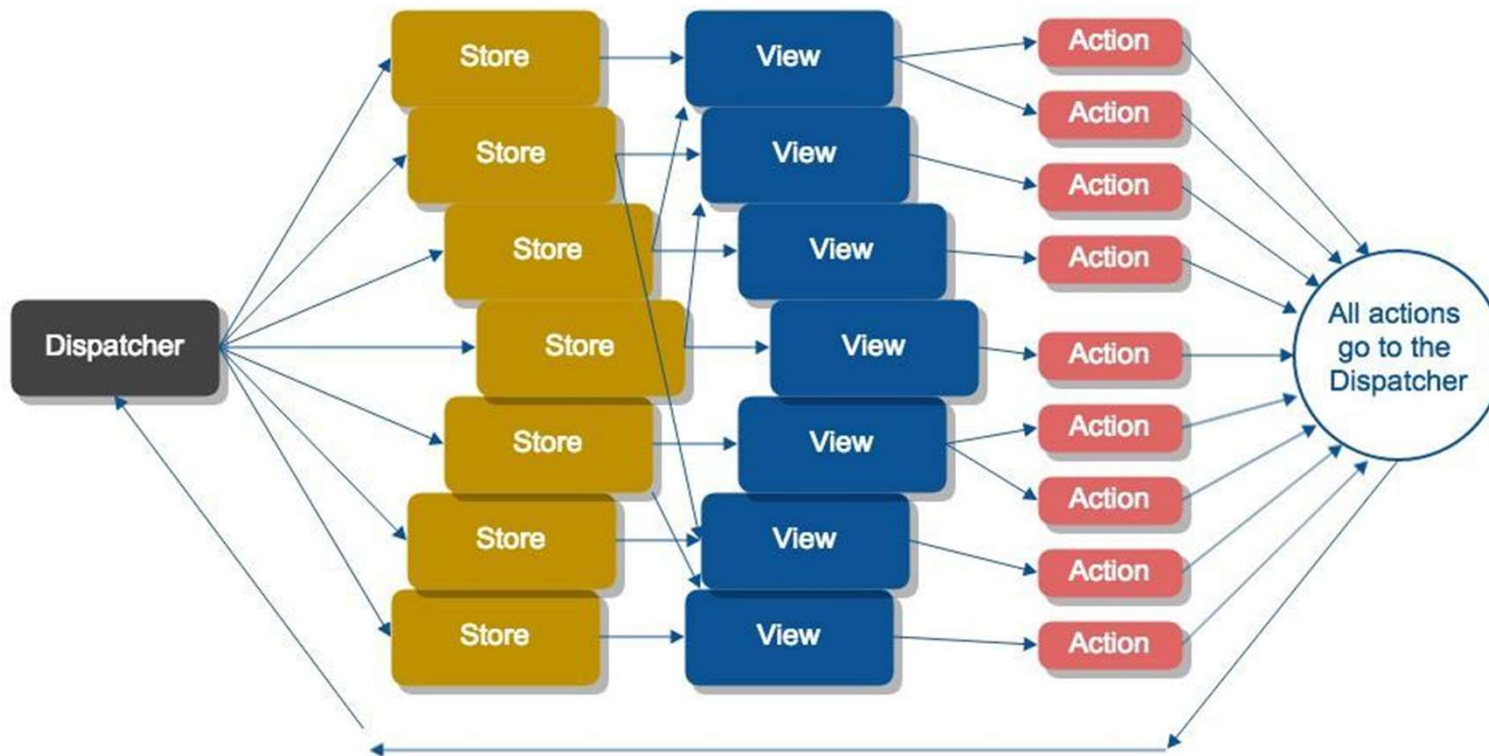 Store
View
Action
Action
Store
View
Action
Store
View
Action
Dispatcher
Store
View
Action
All actions
go to the
Dispatcher
Store
View
Action
Action
Store
View
Action
Store
View
Action